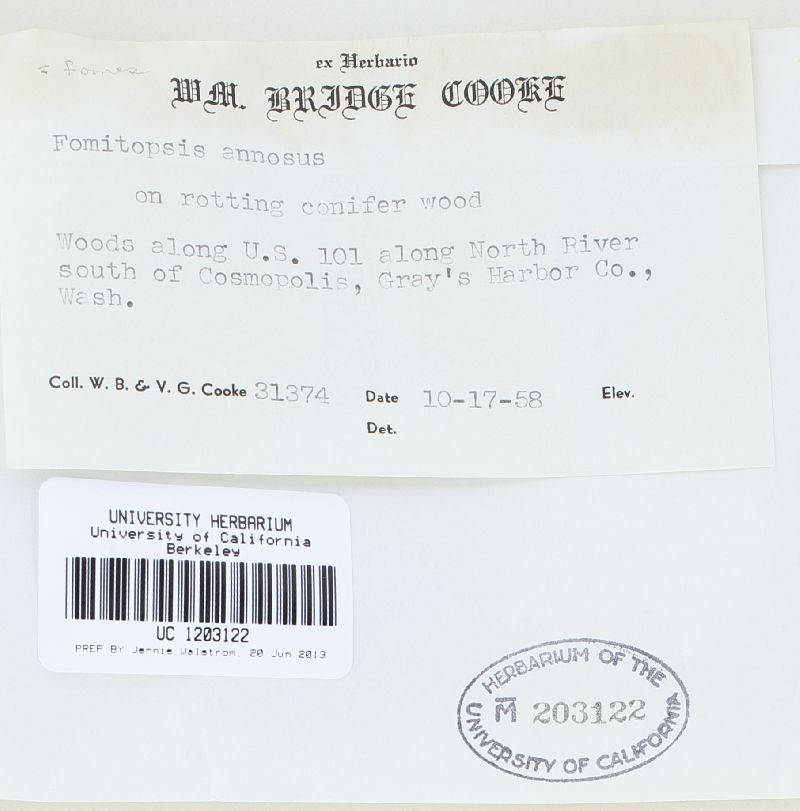 = Fomes
ex Herbario
WM. BRIDGE COOKE
Fomitopsis annosus
on rotting conifer wood
Woods along U.S. 101 along North River
south of Cosmopolis, Gray's Harbor Co.,
Wash.
Coll. W. B. & V. G. Cooke 31374 Date 10-17-58 Elev.
Det.
UNIVERSITY HERBARIUM
University of California
Berkeley
UC 1203122
PREP BY Jennie Walstrom, 20 Jun 2013
HERBARIUM OF THE
M 203122
UNIVERSITY OF CALIFORNIA